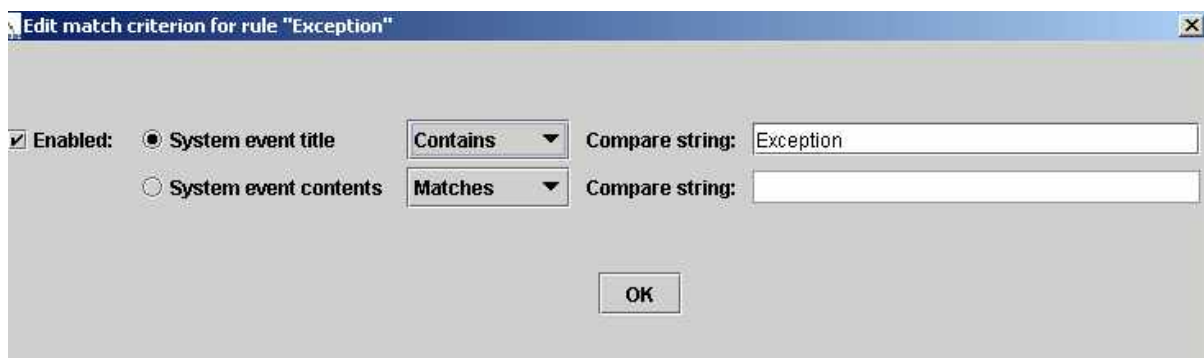 Edit match criterion for rule "Exception"
Enabled: System event title Contains Compare string: Exception
System event contents Matches Compare string:
OK